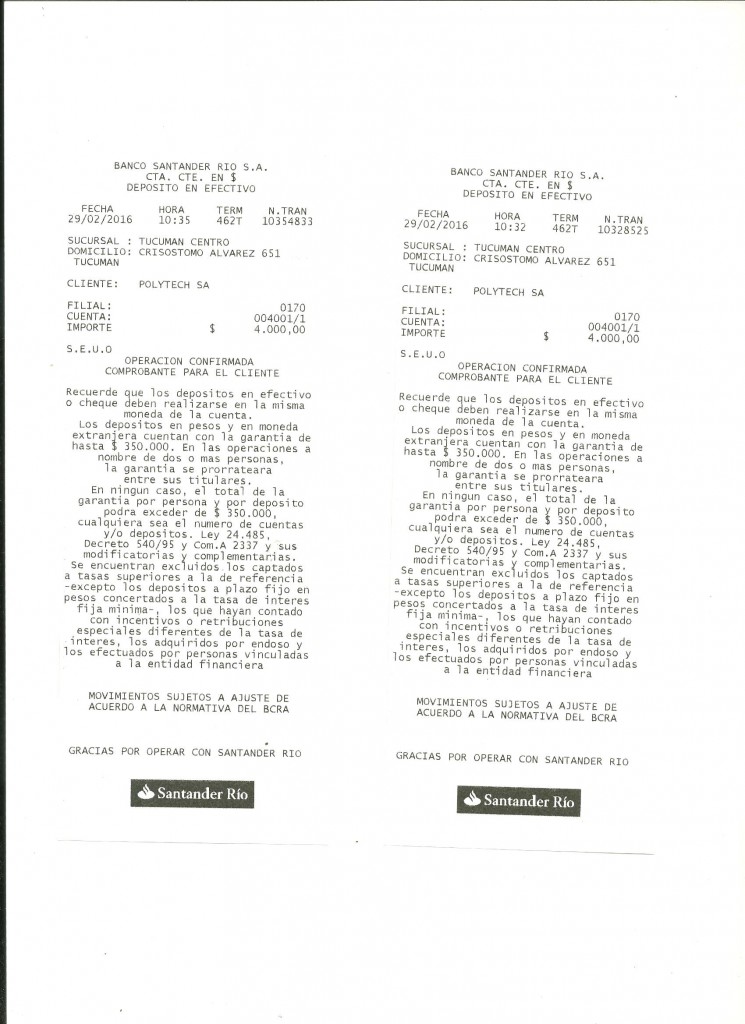 BANCO SANTANDER RIO S.A.
CTA. CTE. EN $
DEPOSITO EN EFECTIVO
FECHA HORA TERM N.TRAN
29/02/2016 10:35 462T 10354833
SUCURSAL : TUCUMAN CENTRO
DOMICILIO: CRISOSTOMO ALVAREZ 651
TUCUMAN
CLIENTE: POLYTECH SA
FILIAL: 0170
CUENTA: 004001/1
IMPORTE $ 4.000,00
S.E.U.O
OPERACION CONFIRMADA
COMPROBANTE PARA EL CLIENTE
Recuerde que los depositos en efectivo
o cheque deben realizarse en la misma
moneda de la cuenta.
Los depositos en pesos y en moneda
extranjera cuentan con la garantia de
hasta $ 350.000. En las operaciones a
nombre de dos o mas personas,
la garantia se prorrateara
entre sus titulares.
En ningun caso, el total de la
garantia por persona y por deposito
podra exceder de $ 350.000,
cualquiera sea el numero de cuentas
y/o depositos. Ley 24.485,
Decreto 540/95 y Com.A 2337 y sus
modificatorias y complementarias.
Se encuentran excluidos los captados
a tasas superiores a la de referencia
-excepto los depositos a plazo fijo en
pesos concertados a la tasa de interes
fija minima-, los que hayan contado
con incentivos o retribuciones
especiales diferentes de la tasa de
interes, los adquiridos por endoso y
los efectuados por personas vinculadas
a la entidad financiera
MOVIMIENTOS SUJETOS A AJUSTE DE
ACUERDO A LA NORMATIVA DEL BCRA
GRACIAS POR OPERAR CON SANTANDER RIO
Santander Río
BANCO SANTANDER RIO S.A.
CTA. CTE. EN $
DEPOSITO EN EFECTIVO
FECHA HORA TERM N.TRAN
29/02/2016 10:32 462T 10328525
SUCURSAL : TUCUMAN CENTRO
DOMICILIO: CRISOSTOMO ALVAREZ 651
TUCUMAN
CLIENTE: POLYTECH SA
FILIAL: 0170
CUENTA: 004001/1
IMPORTE $ 4.000,00
S.E.U.O
OPERACION CONFIRMADA
COMPROBANTE PARA EL CLIENTE
Recuerde que los depositos en efectivo
o cheque deben realizarse en la misma
moneda de la cuenta.
Los depositos en pesos y en moneda
extranjera cuentan con la garantia de
hasta $ 350.000. En las operaciones a
nombre de dos o mas personas,
la garantia se prorrateara
entre sus titulares.
En ningun caso, el total de la
garantia por persona y por deposito
podra exceder de $ 350.000,
cualquiera sea el numero de cuentas
y/o depositos. Ley 24.485,
Decreto 540/95 y Com.A 2337 y sus
modificatorias y complementarias.
Se encuentran excluidos los captados
a tasas superiores a la de referencia
-excepto los depositos a plazo fijo en
pesos concertados a la tasa de interes
fija minima-, los que hayan contado
con incentivos o retribuciones
especiales diferentes de la tasa de
interes, los adquiridos por endoso y
los efectuados por personas vinculadas
a la entidad financiera
MOVIMIENTOS SUJETOS A AJUSTE DE
ACUERDO A LA NORMATIVA DEL BCRA
GRACIAS POR OPERAR CON SANTANDER RIO
Santander Río